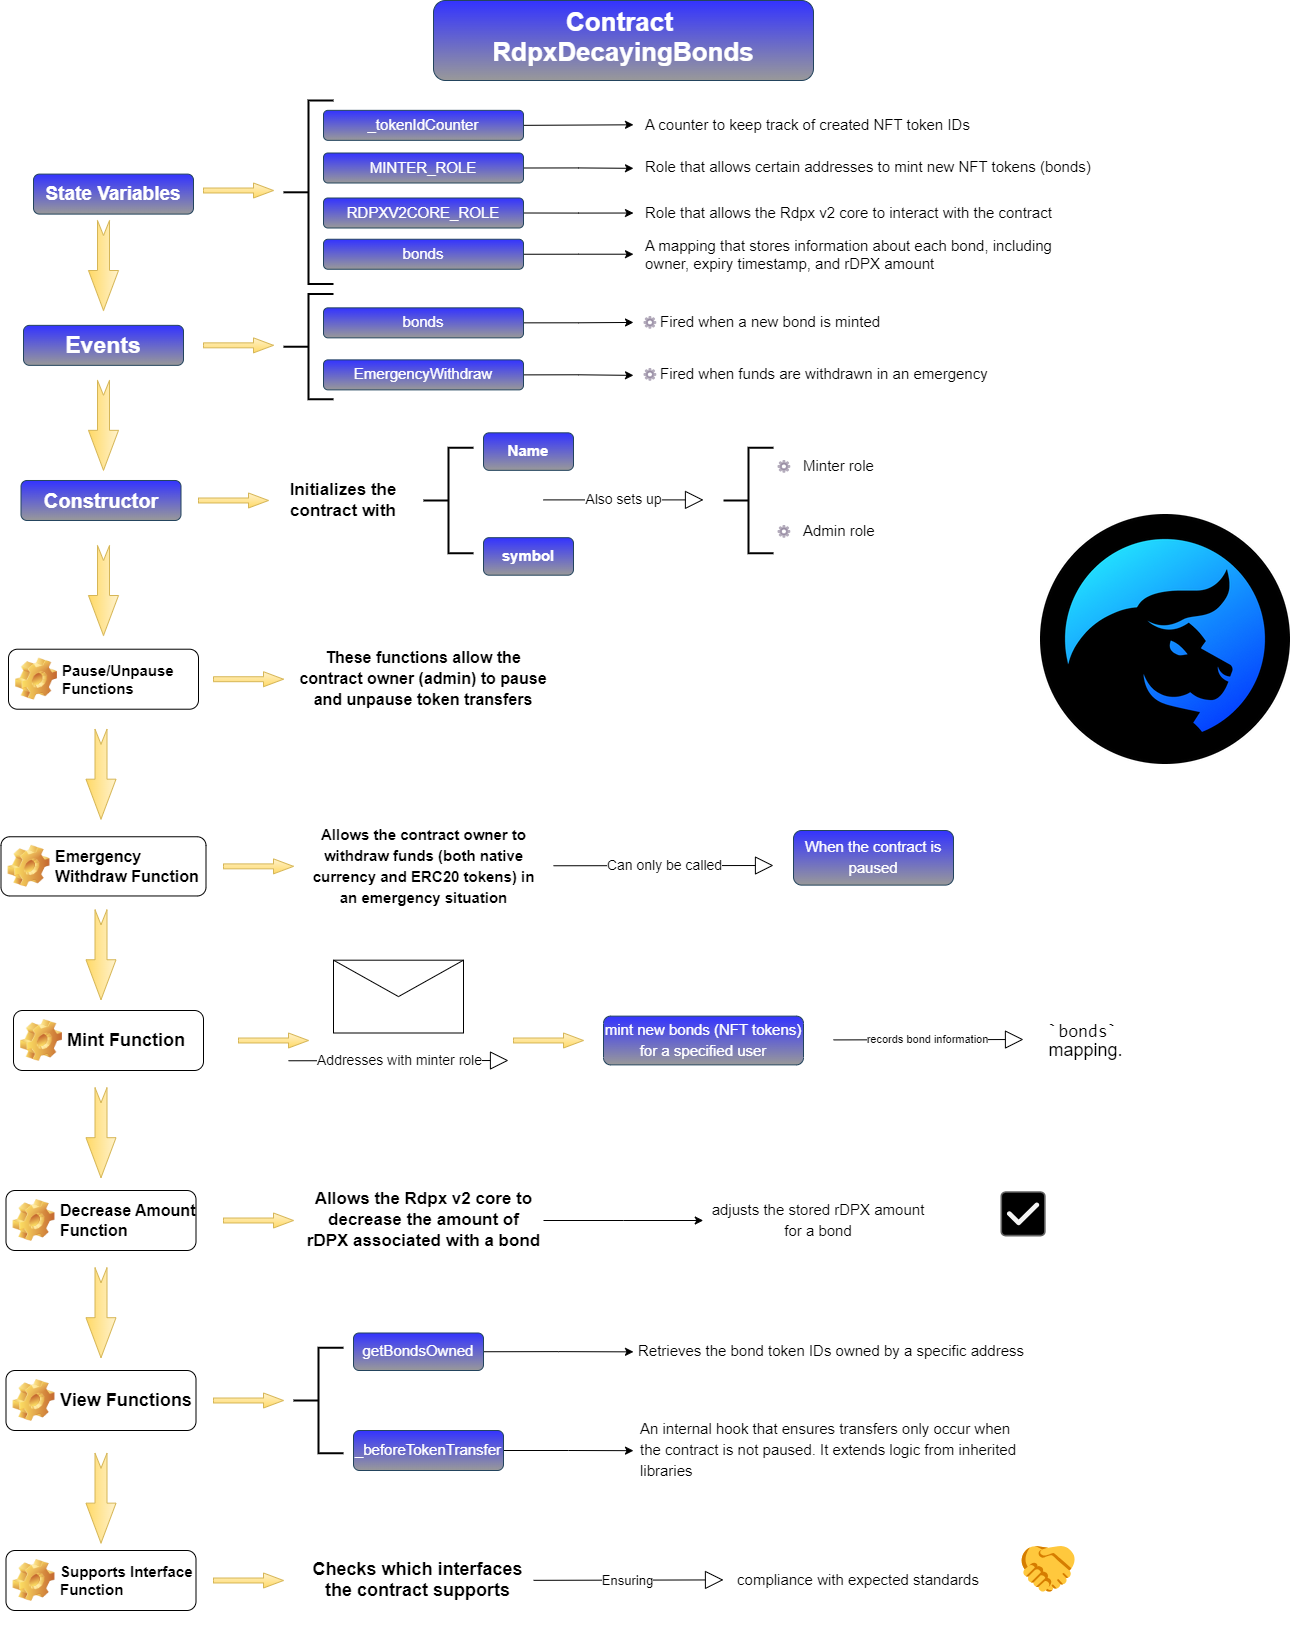 Contract
RdpxDecayingBonds
State Variables
_tokenIdCounter
A counter to keep track of created NFT token IDs
MINTER_ROLE
Role that allows certain addresses to mint new NFT tokens (bonds)
RDPXV2CORE_ROLE
Role that allows the Rdpx v2 core to interact with the contract
bonds
A mapping that stores information about each bond, including
owner, expiry timestamp, and rDPX amount
Events
bonds
Fired when a new bond is minted
EmergencyWithdraw
Fired when funds are withdrawn in an emergency
Constructor
Initializes the
contract with
Name
symbol
Also sets up
Minter role
Admin role
Pause/Unpause
Functions
These functions allow the
contract owner (admin) to pause
and unpause token transfers
Emergency
Withdraw Function
Allows the contract owner to
withdraw funds (both native
currency and ERC20 tokens) in
an emergency situation
Can only be called
When the contract is
paused
Mint Function
Addresses with minter role
mint new bonds (NFT tokens)
for a specified user
records bond information
`bonds`
mapping.
Decrease Amount
Function
Allows the Rdpx v2 core to
decrease the amount of
rDPX associated with a bond
adjusts the stored rDPX amount
for a bond
View Functions
getBondsOwned
Retrieves the bond token IDs owned by a specific address
_beforeTokenTransfer
An internal hook that ensures transfers only occur when
the contract is not paused. It extends logic from inherited
libraries
Supports Interface
Function
Checks which interfaces
the contract supports
Ensuring
compliance with expected standards